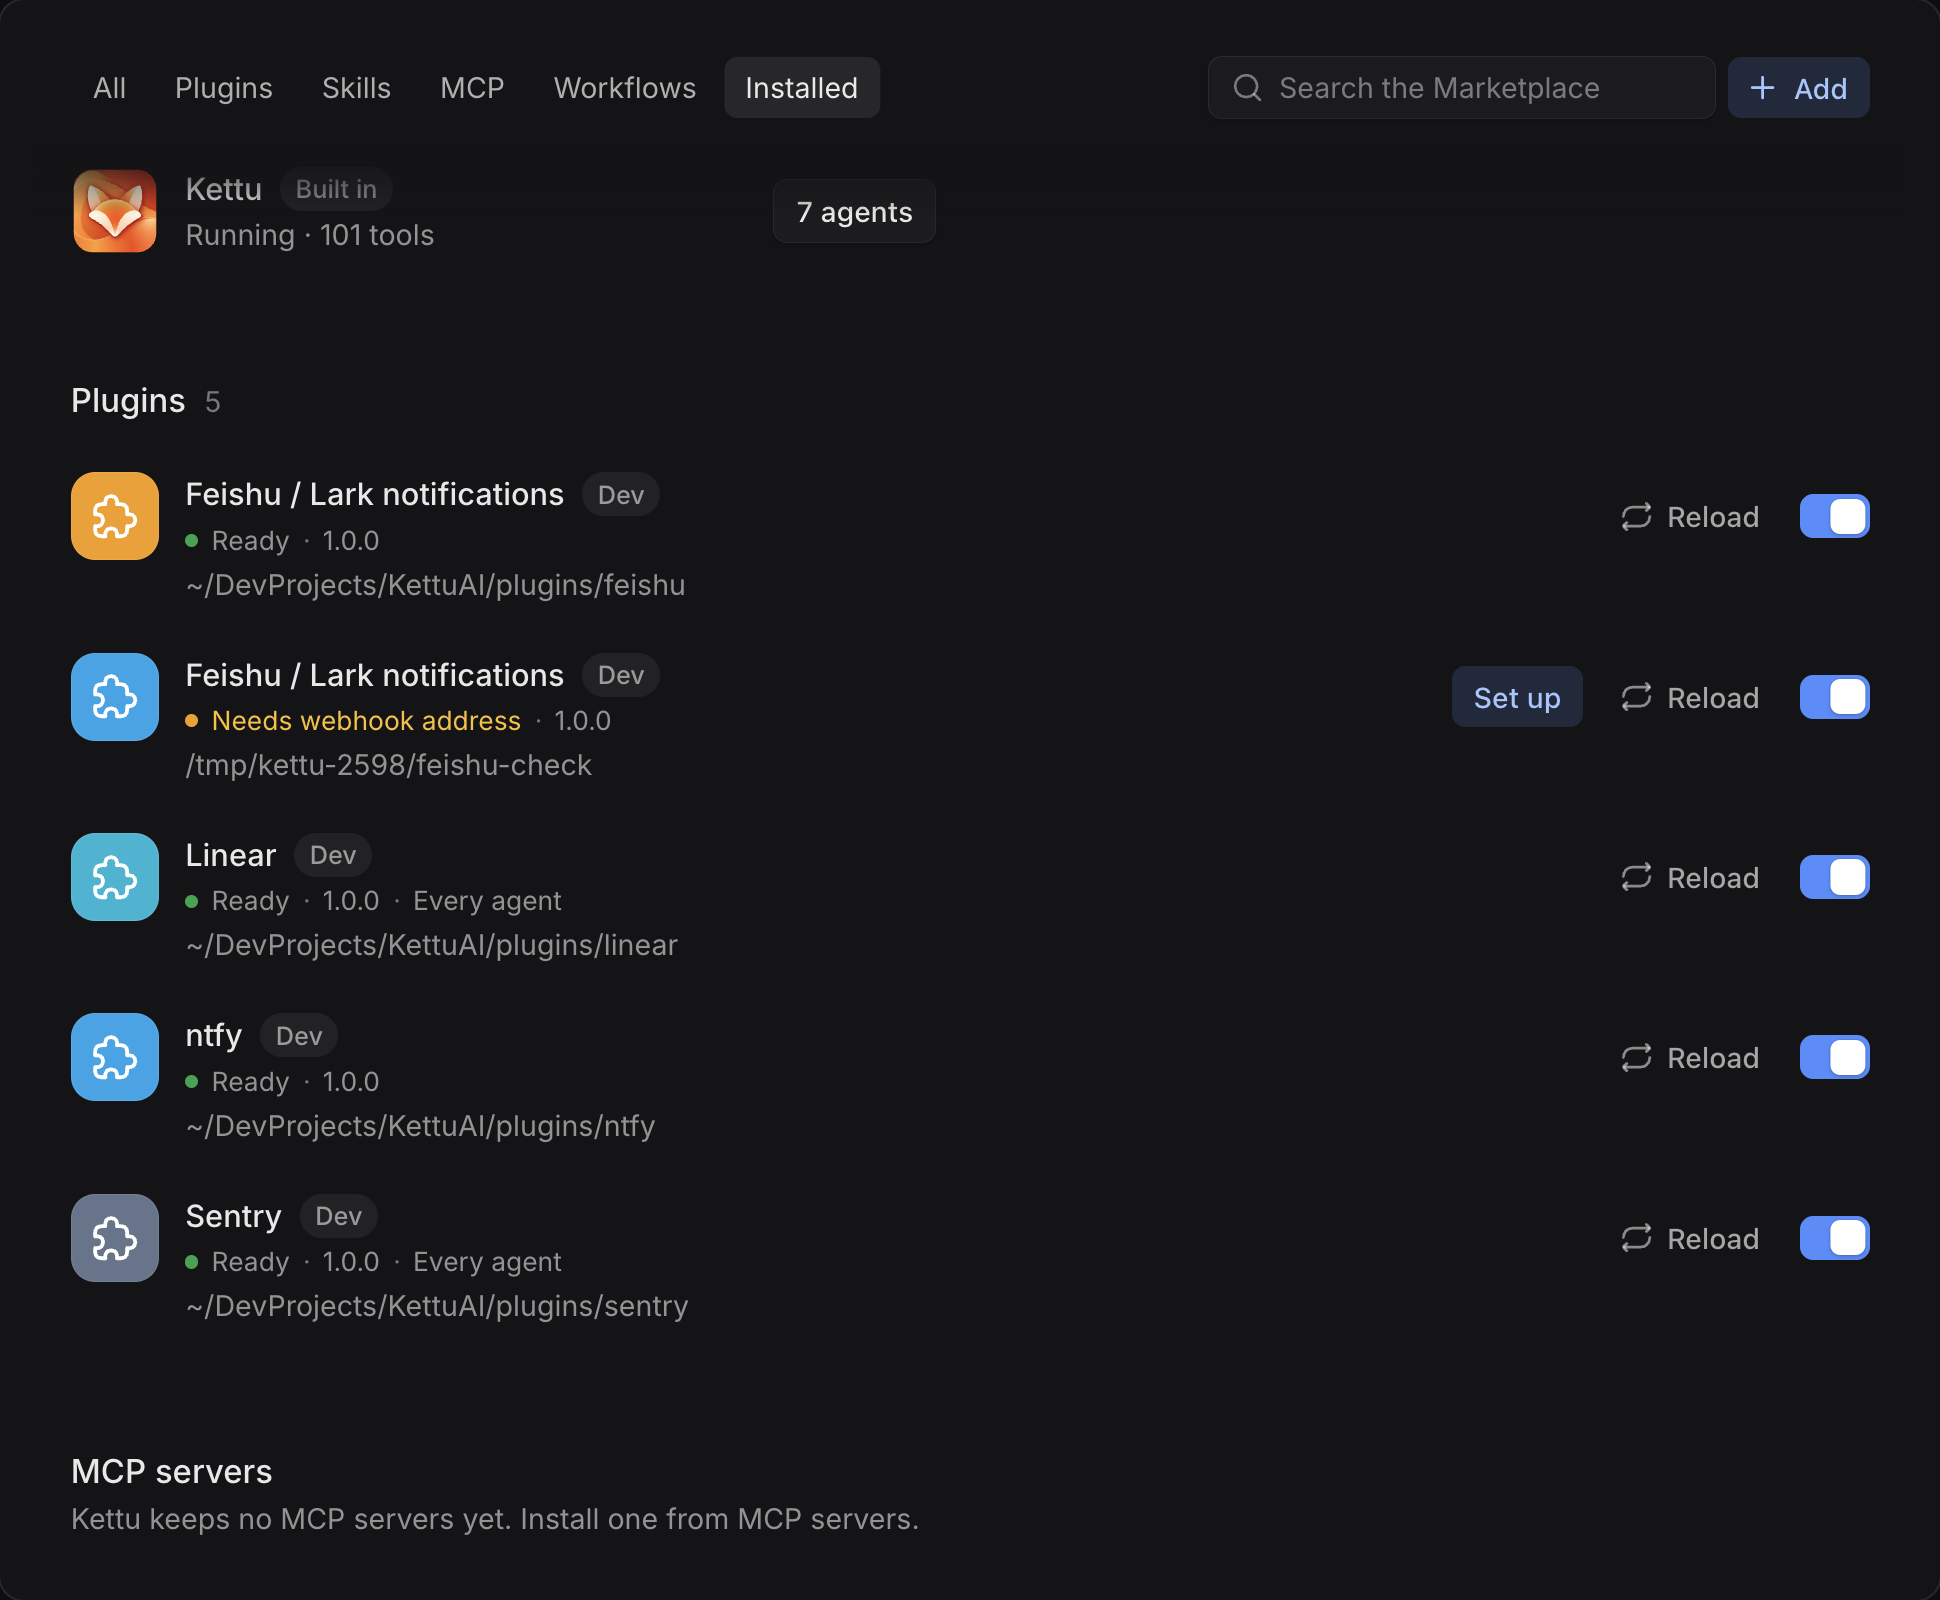 All Plugins Skills MCP Workflows Installed Search the Marketplace + Add
Kettu Built in
Running · 101 tools
7 agents
Plugins 5
Feishu / Lark notifications Dev
Ready · 1.0.0
~/DevProjects/KettuAI/plugins/feishu
Reload
Feishu / Lark notifications Dev
Needs webhook address · 1.0.0
/tmp/kettu-2598/feishu-check
Set up Reload
Linear Dev
Ready · 1.0.0 · Every agent
~/DevProjects/KettuAI/plugins/linear
Reload
ntfy Dev
Ready · 1.0.0
~/DevProjects/KettuAI/plugins/ntfy
Reload
Sentry Dev
Ready · 1.0.0 · Every agent
~/DevProjects/KettuAI/plugins/sentry
Reload
MCP servers
Kettu keeps no MCP servers yet. Install one from MCP servers.